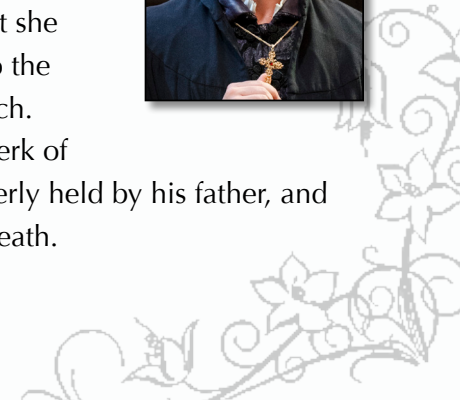 t she
the
ch.
erk of
erly held by his father, and
eath.